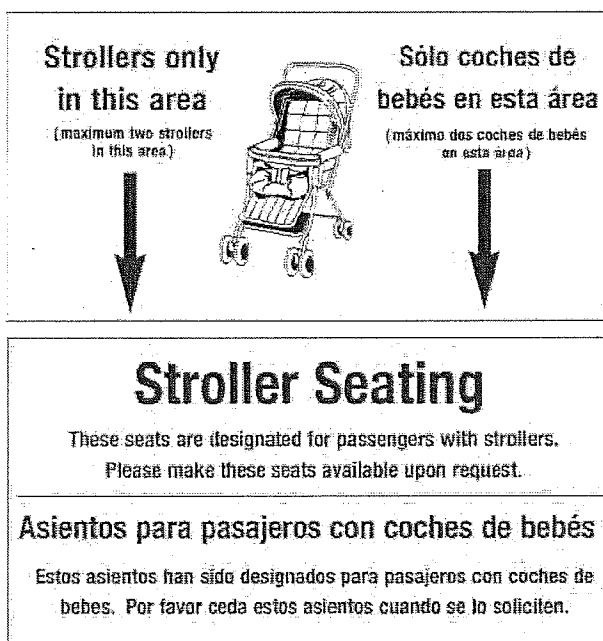 Strollers only
in this area
(maximum two strollers
in this area)
Sólo coches de
bebés en esta área
(máximo dos coches de bebés
en esta área)
Stroller Seating
These seats are designated for passengers with strollers.
Please make these seats available upon request.
Asientos para pasajeros con coches de bebés
Estos asientos han sido designados para pasajeros con coches de
bebes. Por favor ceda estos asientos cuando se lo soliciten.